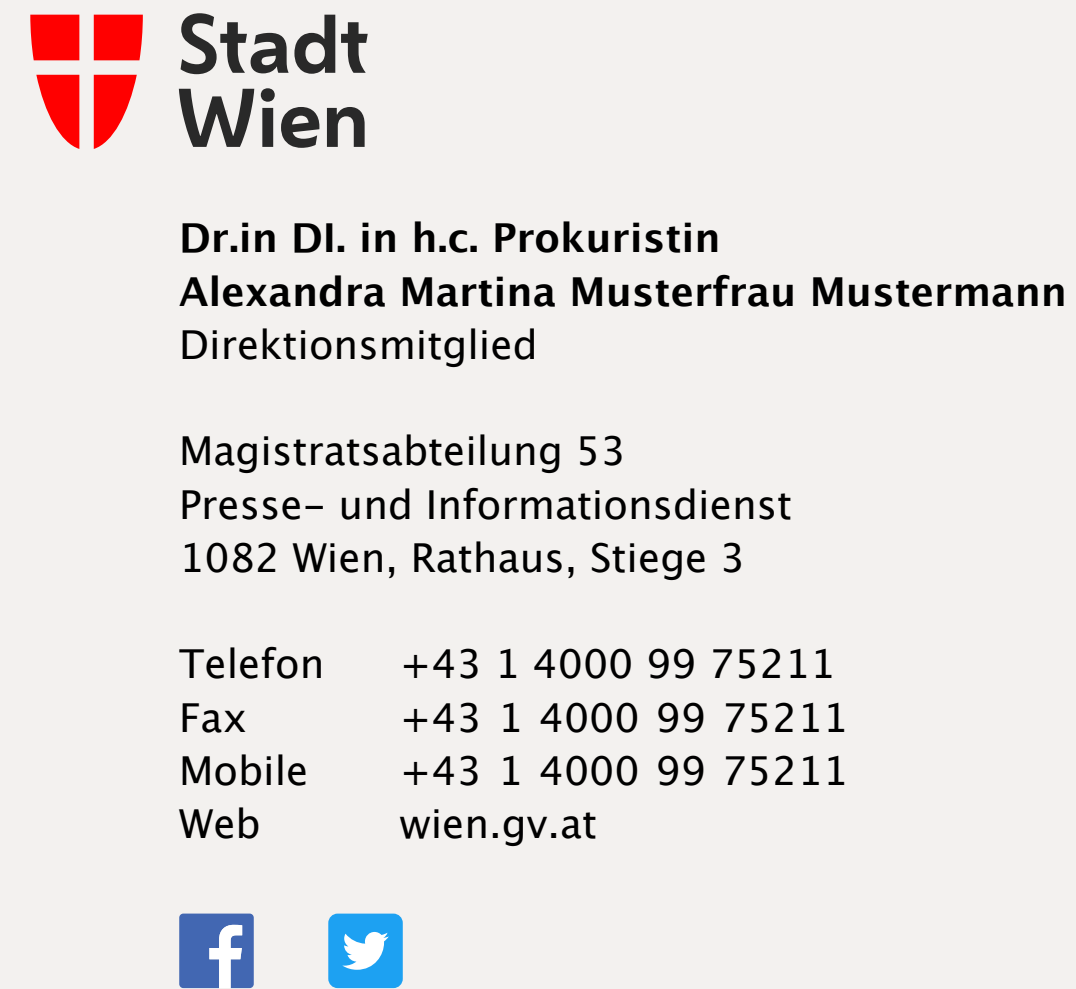 Stadt
Wien
Dr.in DI. in h.c. Prokuristin
Alexandra Martina Musterfrau Mustermann
Direktionsmitglied
Magistratsabteilung 53
Presse- und Informationsdienst
1082 Wien, Rathaus, Stiege 3
Telefon +43 1 4000 99 75211
Fax +43 1 4000 99 75211
Mobile +43 1 4000 99 75211
Web wien.gv.at